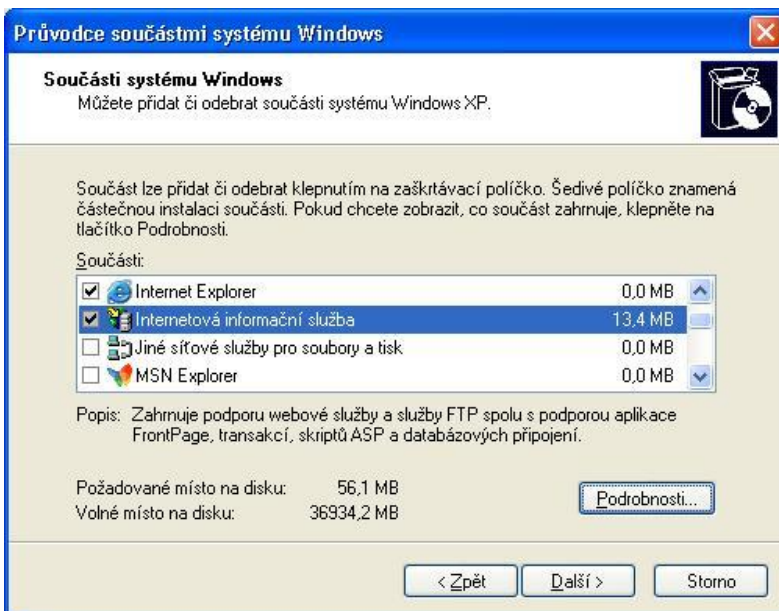 Průvodce součástmi systému Windows
Součásti systému Windows
Můžete přidat či odebrat součásti systému Windows XP.
Součást lze přidat či odebrat klepnutím na zaškrtávací políčko. Šedivé políčko znamená
částečnou instalaci součásti. Pokud chcete zobrazit, co součást zahrnuje, klepněte na
tlačítko Podrobnosti.
Součásti:
Internet Explorer 0,0 MB
Internetová informační služba 13,4 MB
Jiné síťové služby pro soubory a tisk 0,0 MB
MSN Explorer 0,0 MB
Popis: Zahrnuje podporu webové služby a služby FTP spolu s podporou aplikace
FrontPage, transakcí, skriptů ASP a databázových připojení.
Požadované místo na disku: 56,1 MB
Volné místo na disku: 36934,2 MB
Podrobnosti...
< Zpět Další > Storno